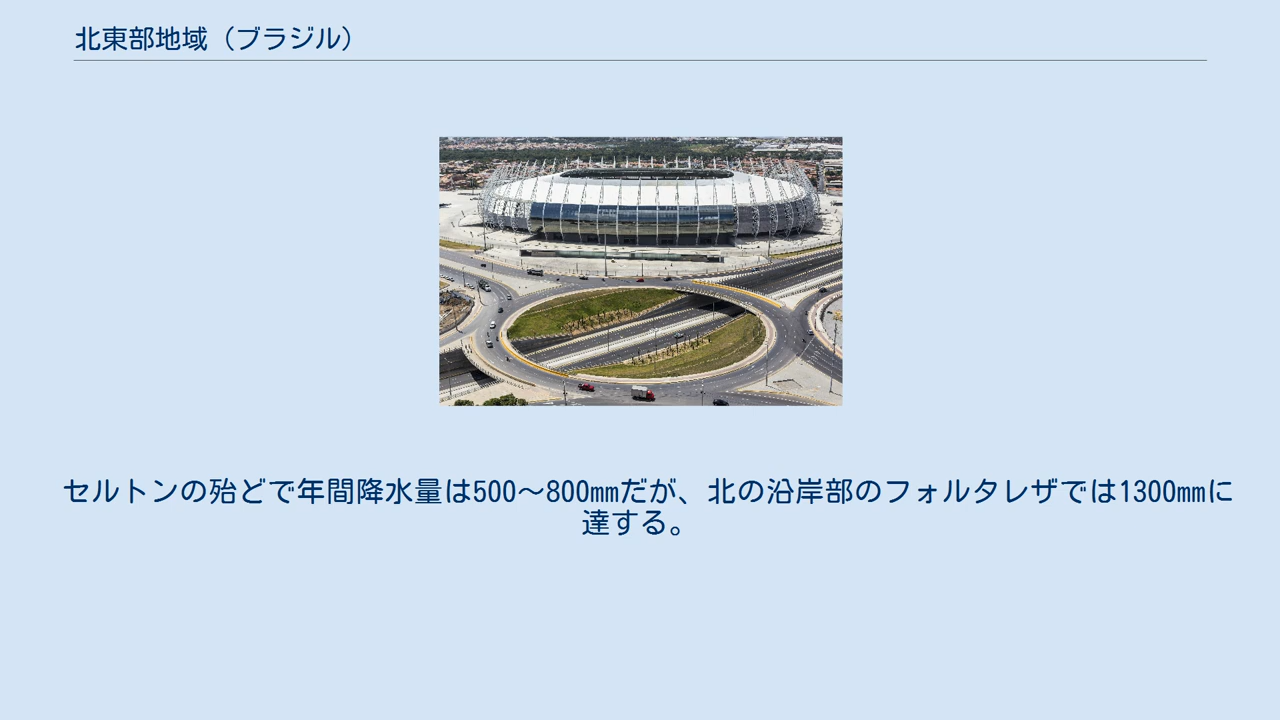 北東部地域（ブラジル）
セルトンの殆どで年間降水量は500〜800㎜だが、北の沿岸部のフォルタレザでは1300㎜に
達する。